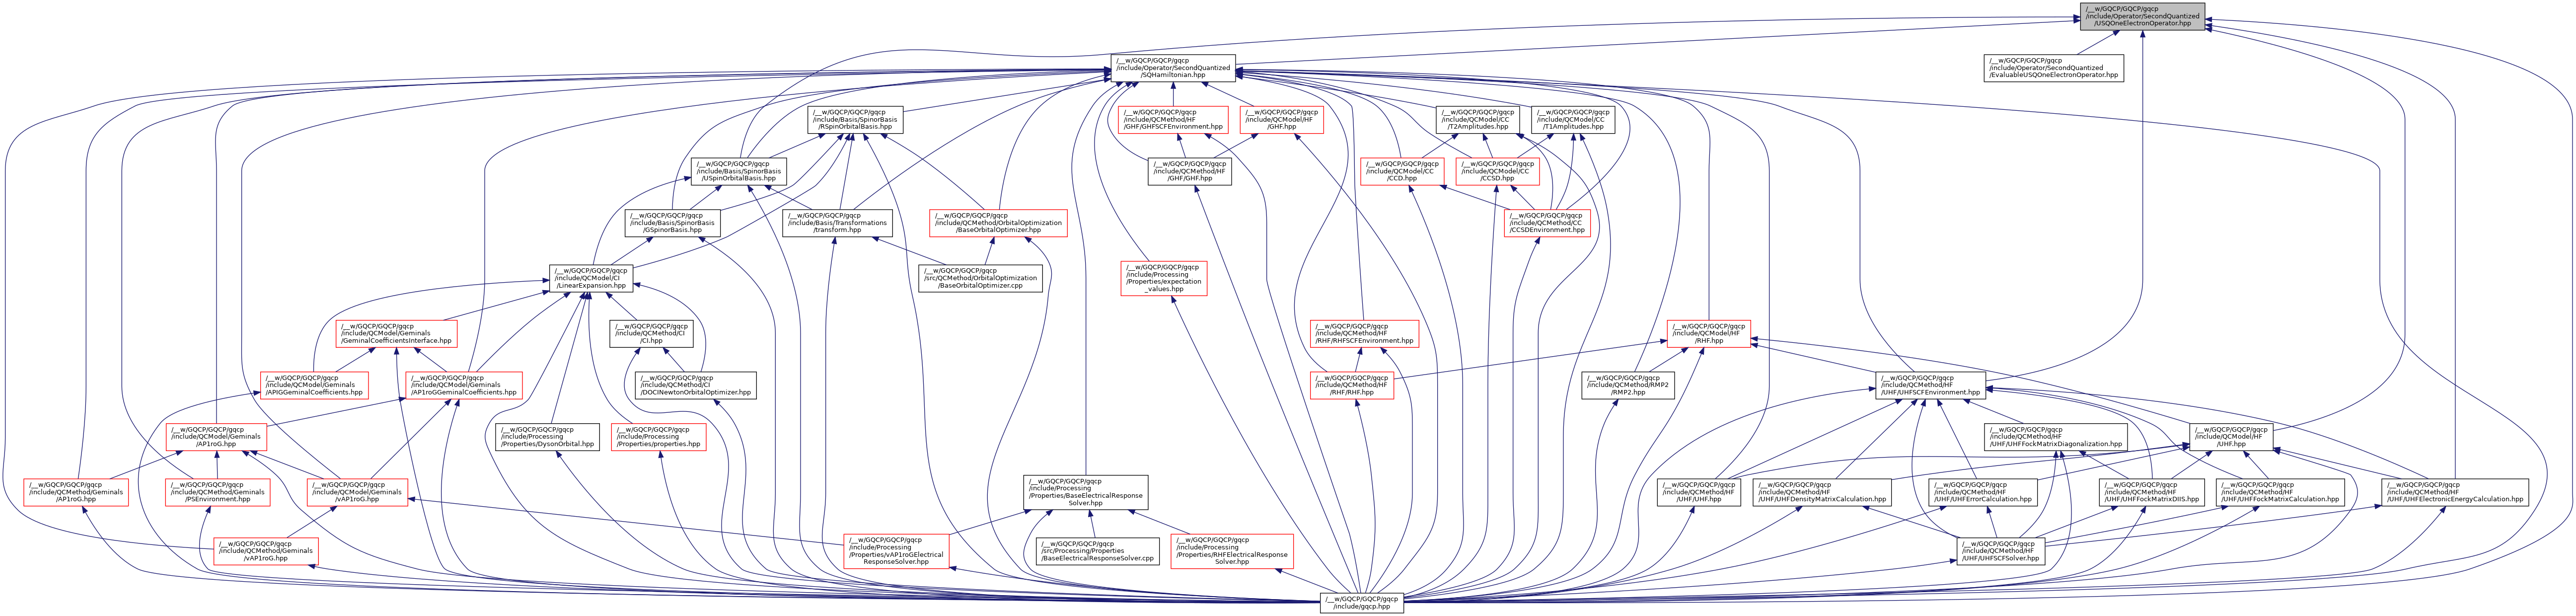 /__w/GQCP/GQCP/gqcp
/include/Operator/SecondQuantized
/USQOneElectronOperator.hpp
/__w/GQCP/GQCP/gqcp
/include/Operator/SecondQuantized
/SQHamiltonian.hpp
/__w/GQCP/GQCP/gqcp
/include/Operator/SecondQuantized
/EvaluableUSQOneElectronOperator.hpp
/__w/GQCP/GQCP/gqcp
/include/Basis/SpinorBasis
/RSpinOrbitalBasis.hpp
/__w/GQCP/GQCP/gqcp
/include/QCMethod/HF
/GHF/GHFSCFEnvironment.hpp
/__w/GQCP/GQCP/gqcp
/include/QCModel/HF
/GHF.hpp
/__w/GQCP/GQCP/gqcp
/include/QCModel/CC
/T2Amplitudes.hpp
/__w/GQCP/GQCP/gqcp
/include/QCModel/CC
/T1Amplitudes.hpp
/__w/GQCP/GQCP/gqcp
/include/Basis/SpinorBasis
/USpinOrbitalBasis.hpp
/__w/GQCP/GQCP/gqcp
/include/QCMethod/HF
/GHF/GHF.hpp
/__w/GQCP/GQCP/gqcp
/include/QCModel/CC
/CCD.hpp
/__w/GQCP/GQCP/gqcp
/include/QCModel/CC
/CCSD.hpp
/__w/GQCP/GQCP/gqcp
/include/Basis/SpinorBasis
/GSpinorBasis.hpp
/__w/GQCP/GQCP/gqcp
/include/Basis/Transformations
/transform.hpp
/__w/GQCP/GQCP/gqcp
/include/QCMethod/OrbitalOptimization
/BaseOrbitalOptimizer.hpp
/__w/GQCP/GQCP/gqcp
/include/QCMethod/CC
/CCSDEnvironment.hpp
/__w/GQCP/GQCP/gqcp
/include/QCModel/CI
/LinearExpansion.hpp
/__w/GQCP/GQCP/gqcp
/src/QCMethod/OrbitalOptimization
/BaseOrbitalOptimizer.cpp
/__w/GQCP/GQCP/gqcp
/include/Processing
/Properties/expectation
_values.hpp
/__w/GQCP/GQCP/gqcp
/include/QCModel/Geminals
/GeminalCoefficientsInterface.hpp
/__w/GQCP/GQCP/gqcp
/include/QCMethod/CI
/CI.hpp
/__w/GQCP/GQCP/gqcp
/include/QCMethod/HF
/RHF/RHFSCFEnvironment.hpp
/__w/GQCP/GQCP/gqcp
/include/QCModel/HF
/RHF.hpp
/__w/GQCP/GQCP/gqcp
/include/QCModel/Geminals
/APIGGeminalCoefficients.hpp
/__w/GQCP/GQCP/gqcp
/include/QCModel/Geminals
/AP1roGGeminalCoefficients.hpp
/__w/GQCP/GQCP/gqcp
/include/QCMethod/CI
/DOCINewtonOrbitalOptimizer.hpp
/__w/GQCP/GQCP/gqcp
/include/QCMethod/HF
/RHF/RHF.hpp
/__w/GQCP/GQCP/gqcp
/include/QCMethod/RMP2
/RMP2.hpp
/__w/GQCP/GQCP/gqcp
/include/QCMethod/HF
/UHF/UHFSCFEnvironment.hpp
/__w/GQCP/GQCP/gqcp
/include/QCModel/Geminals
/AP1roG.hpp
/__w/GQCP/GQCP/gqcp
/include/Processing
/Properties/DysonOrbital.hpp
/__w/GQCP/GQCP/gqcp
/include/Processing
/Properties/properties.hpp
/__w/GQCP/GQCP/gqcp
/include/QCMethod/HF
/UHF/UHFFockMatrixDiagonalization.hpp
/__w/GQCP/GQCP/gqcp
/include/QCModel/HF
/UHF.hpp
/__w/GQCP/GQCP/gqcp
/include/QCMethod/Geminals
/AP1roG.hpp
/__w/GQCP/GQCP/gqcp
/include/QCMethod/Geminals
/PSEnvironment.hpp
/__w/GQCP/GQCP/gqcp
/include/QCModel/Geminals
/vAP1roG.hpp
/__w/GQCP/GQCP/gqcp
/include/Processing
/Properties/BaseElectricalResponse
Solver.hpp
/__w/GQCP/GQCP/gqcp
/include/QCMethod/HF
/UHF/UHF.hpp
/__w/GQCP/GQCP/gqcp
/include/QCMethod/HF
/UHF/UHFDensityMatrixCalculation.hpp
/__w/GQCP/GQCP/gqcp
/include/QCMethod/HF
/UHF/UHFErrorCalculation.hpp
/__w/GQCP/GQCP/gqcp
/include/QCMethod/HF
/UHF/UHFFockMatrixDIIS.hpp
/__w/GQCP/GQCP/gqcp
/include/QCMethod/HF
/UHF/UHFFockMatrixCalculation.hpp
/__w/GQCP/GQCP/gqcp
/include/QCMethod/HF
/UHF/UHFElectronicEnergyCalculation.hpp
/__w/GQCP/GQCP/gqcp
/include/QCMethod/Geminals
/vAP1roG.hpp
/__w/GQCP/GQCP/gqcp
/include/Processing
/Properties/vAP1roGElectrical
ResponseSolver.hpp
/__w/GQCP/GQCP/gqcp
/src/Processing/Properties
/BaseElectricalResponseSolver.cpp
/__w/GQCP/GQCP/gqcp
/include/Processing
/Properties/RHFElectricalResponse
Solver.hpp
/__w/GQCP/GQCP/gqcp
/include/QCMethod/HF
/UHF/UHFSCFSolver.hpp
/__w/GQCP/GQCP/gqcp
/include/gqcp.hpp